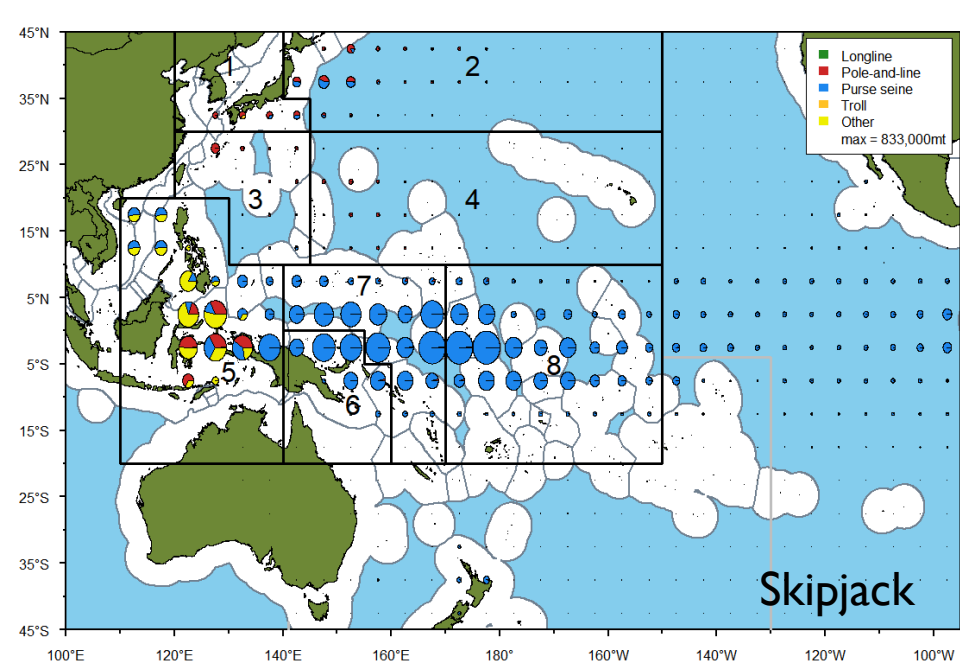 45°N
35°N
25°N
15°N
5°N
5°S
15°S
25°S
35°S
45°S
1
2
3
4
5
6
7
8
Longline
Pole-and-line
Purse seine
Troll
Other
max = 833,000mt
Skipjack
100°E
120°E
140°E
160°E
180°
160°W
140°W
120°W
100°W